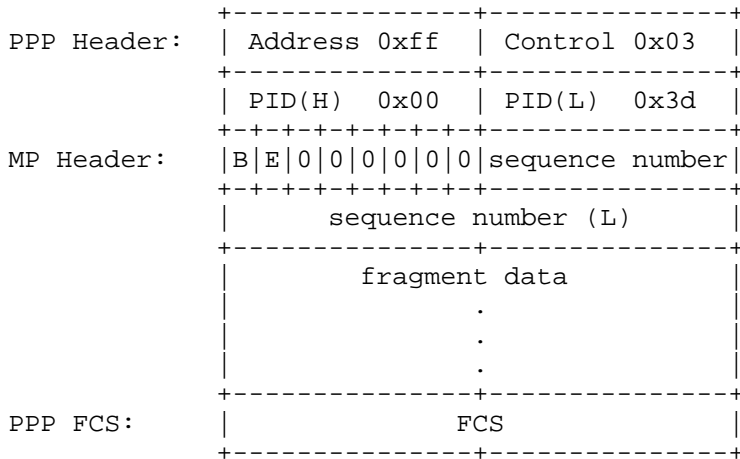 +---------------+---------------+
PPP Header: | Address 0xff | Control 0x03 |
+---------------+---------------+
| PID(H) 0x00 | PID(L) 0x3d |
+-+-+-+-+-+-+-+-+---------------+
MP Header: |B|E|0|0|0|0|0|0|sequence number|
+-+-+-+-+-+-+-+-+---------------+
| sequence number (L) |
+---------------+---------------+
| fragment data |
| . |
| . |
| . |
+---------------+---------------+
PPP FCS: | FCS |
+---------------+---------------+